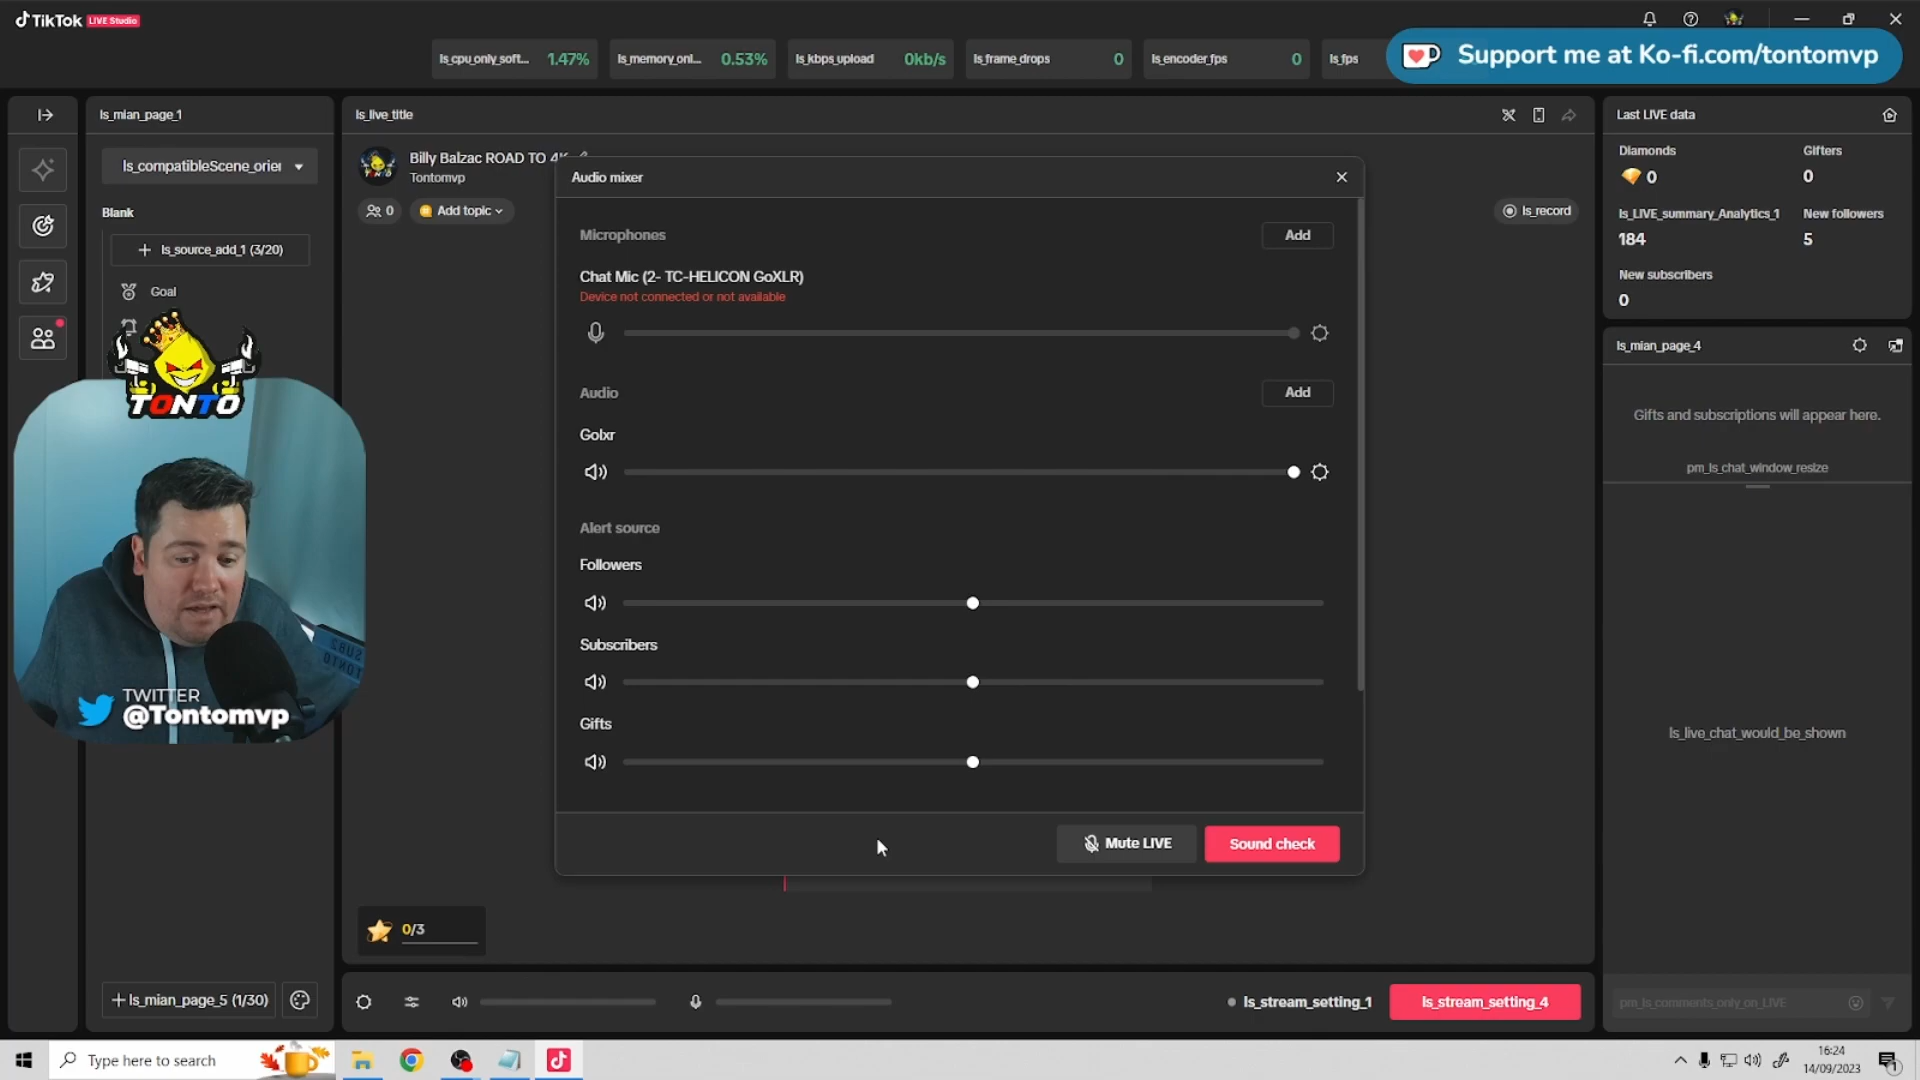 TikTok LIVE Studio
ls_cpu_only_soft... 1.47%
ls_memory_onl... 0.53%
ls_kbps_upload 0kb/s
ls_frame_drops 0
ls_encoder_fps 0
ls_fps
Support me at Ko-fi.com/tontomvp
ls_mian_page_1
ls_compatibleScene_orier
Blank
+ ls_source_add_1 (3/20)
Goal
ls_live_title
Billy Balzac ROAD TO 4K
Tontomvp
0
Add topic
ls_record
Audio mixer
Microphones
Add
Chat Mic (2- TC-HELICON GoXLR)
Device not connected or not available
Audio
Add
Golxr
Alert source
Followers
Subscribers
Gifts
Mute LIVE
Sound check
Last LIVE data
Diamonds
Gifters
0
0
ls_LIVE_summary_Analytics_1
New followers
184
5
New subscribers
0
ls_mian_page_4
Gifts and subscriptions will appear here.
pm_ls_chat_window_resize
ls_live_chat_would_be_shown
pm_ls_comments_only_on_LIVE
TONTO
SUB2
TONTO
TWITTER
@Tontomvp
0/3
+ ls_mian_page_5 (1/30)
ls_stream_setting_1
ls_stream_setting_4
Type here to search
16:24
14/09/2023
1